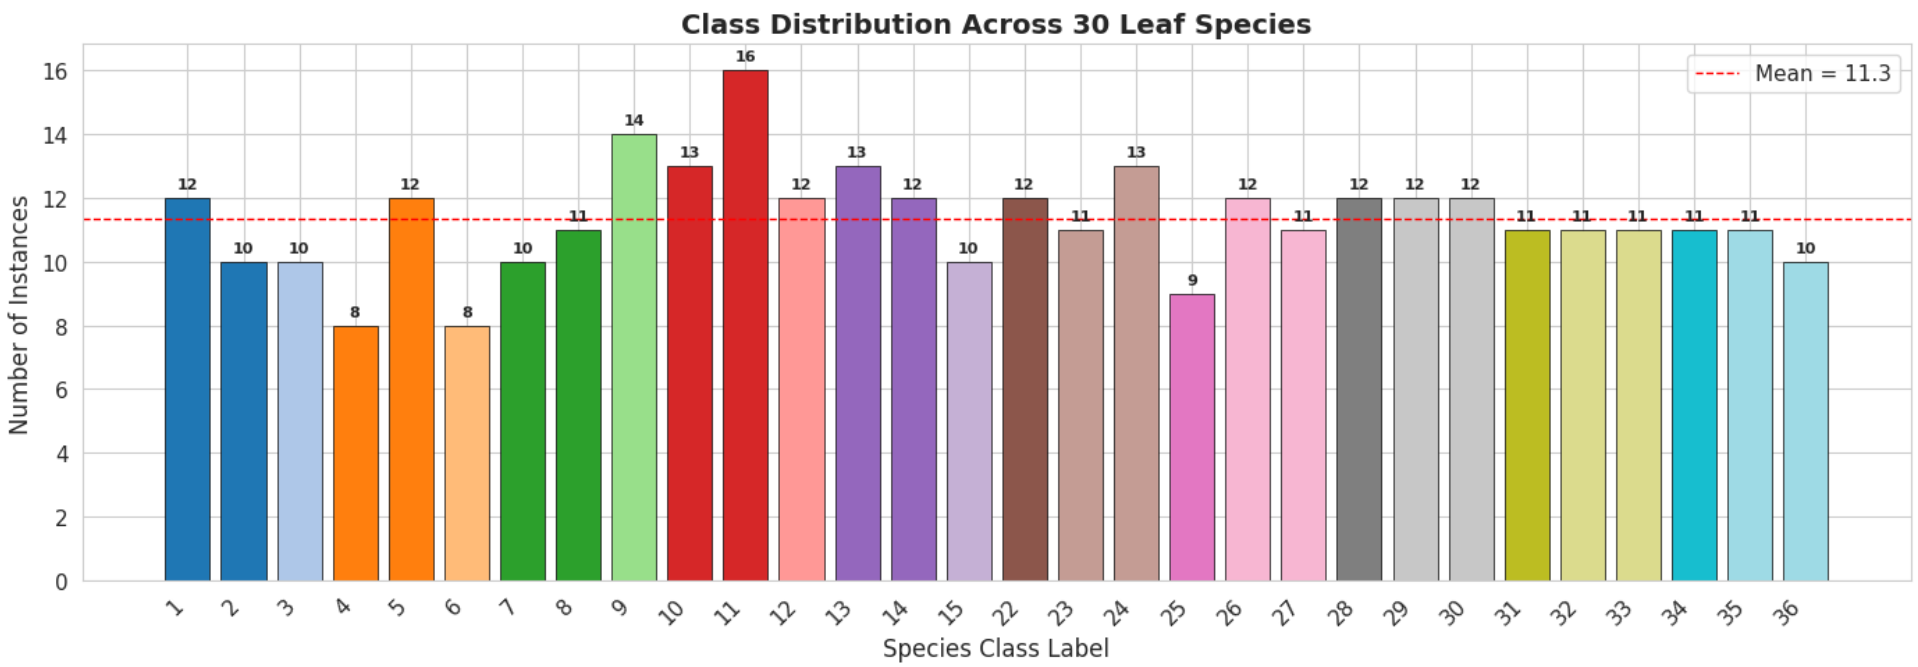 Class Distribution Across 30 Leaf Species
Mean = 11.3
Number of Instances
16
14
12
10
8
6
4
2
0
12 10 10 8 12 8 10 11 14 13 16 12 13 12 10 12 11 13 9 12 11 12 12 12 11 11 11 11 11 10
1 2 3 4 5 6 7 8 9 10 11 12 13 14 15 22 23 24 25 26 27 28 29 30 31 32 33 34 35 36
Species Class Label